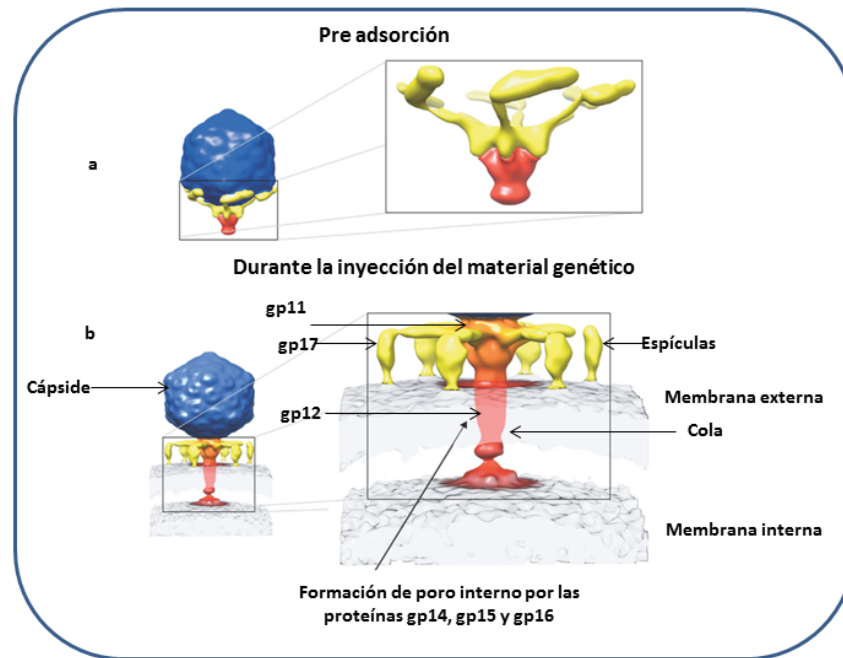 Pre adsorción
a
Durante la inyección del material genético
gp11
b
gp17
Espículas
Cápside
Membrana externa
gp12
Cola
Membrana interna
Formación de poro interno por las
proteínas gp14, gp15 y gp16